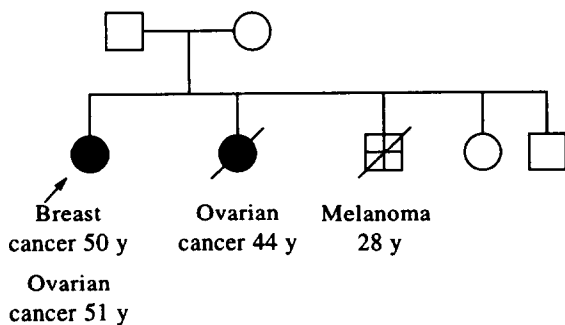 Breast
cancer 50 y
Ovarian
cancer 51 y
Ovarian
cancer 44 y
Melanoma
28 y